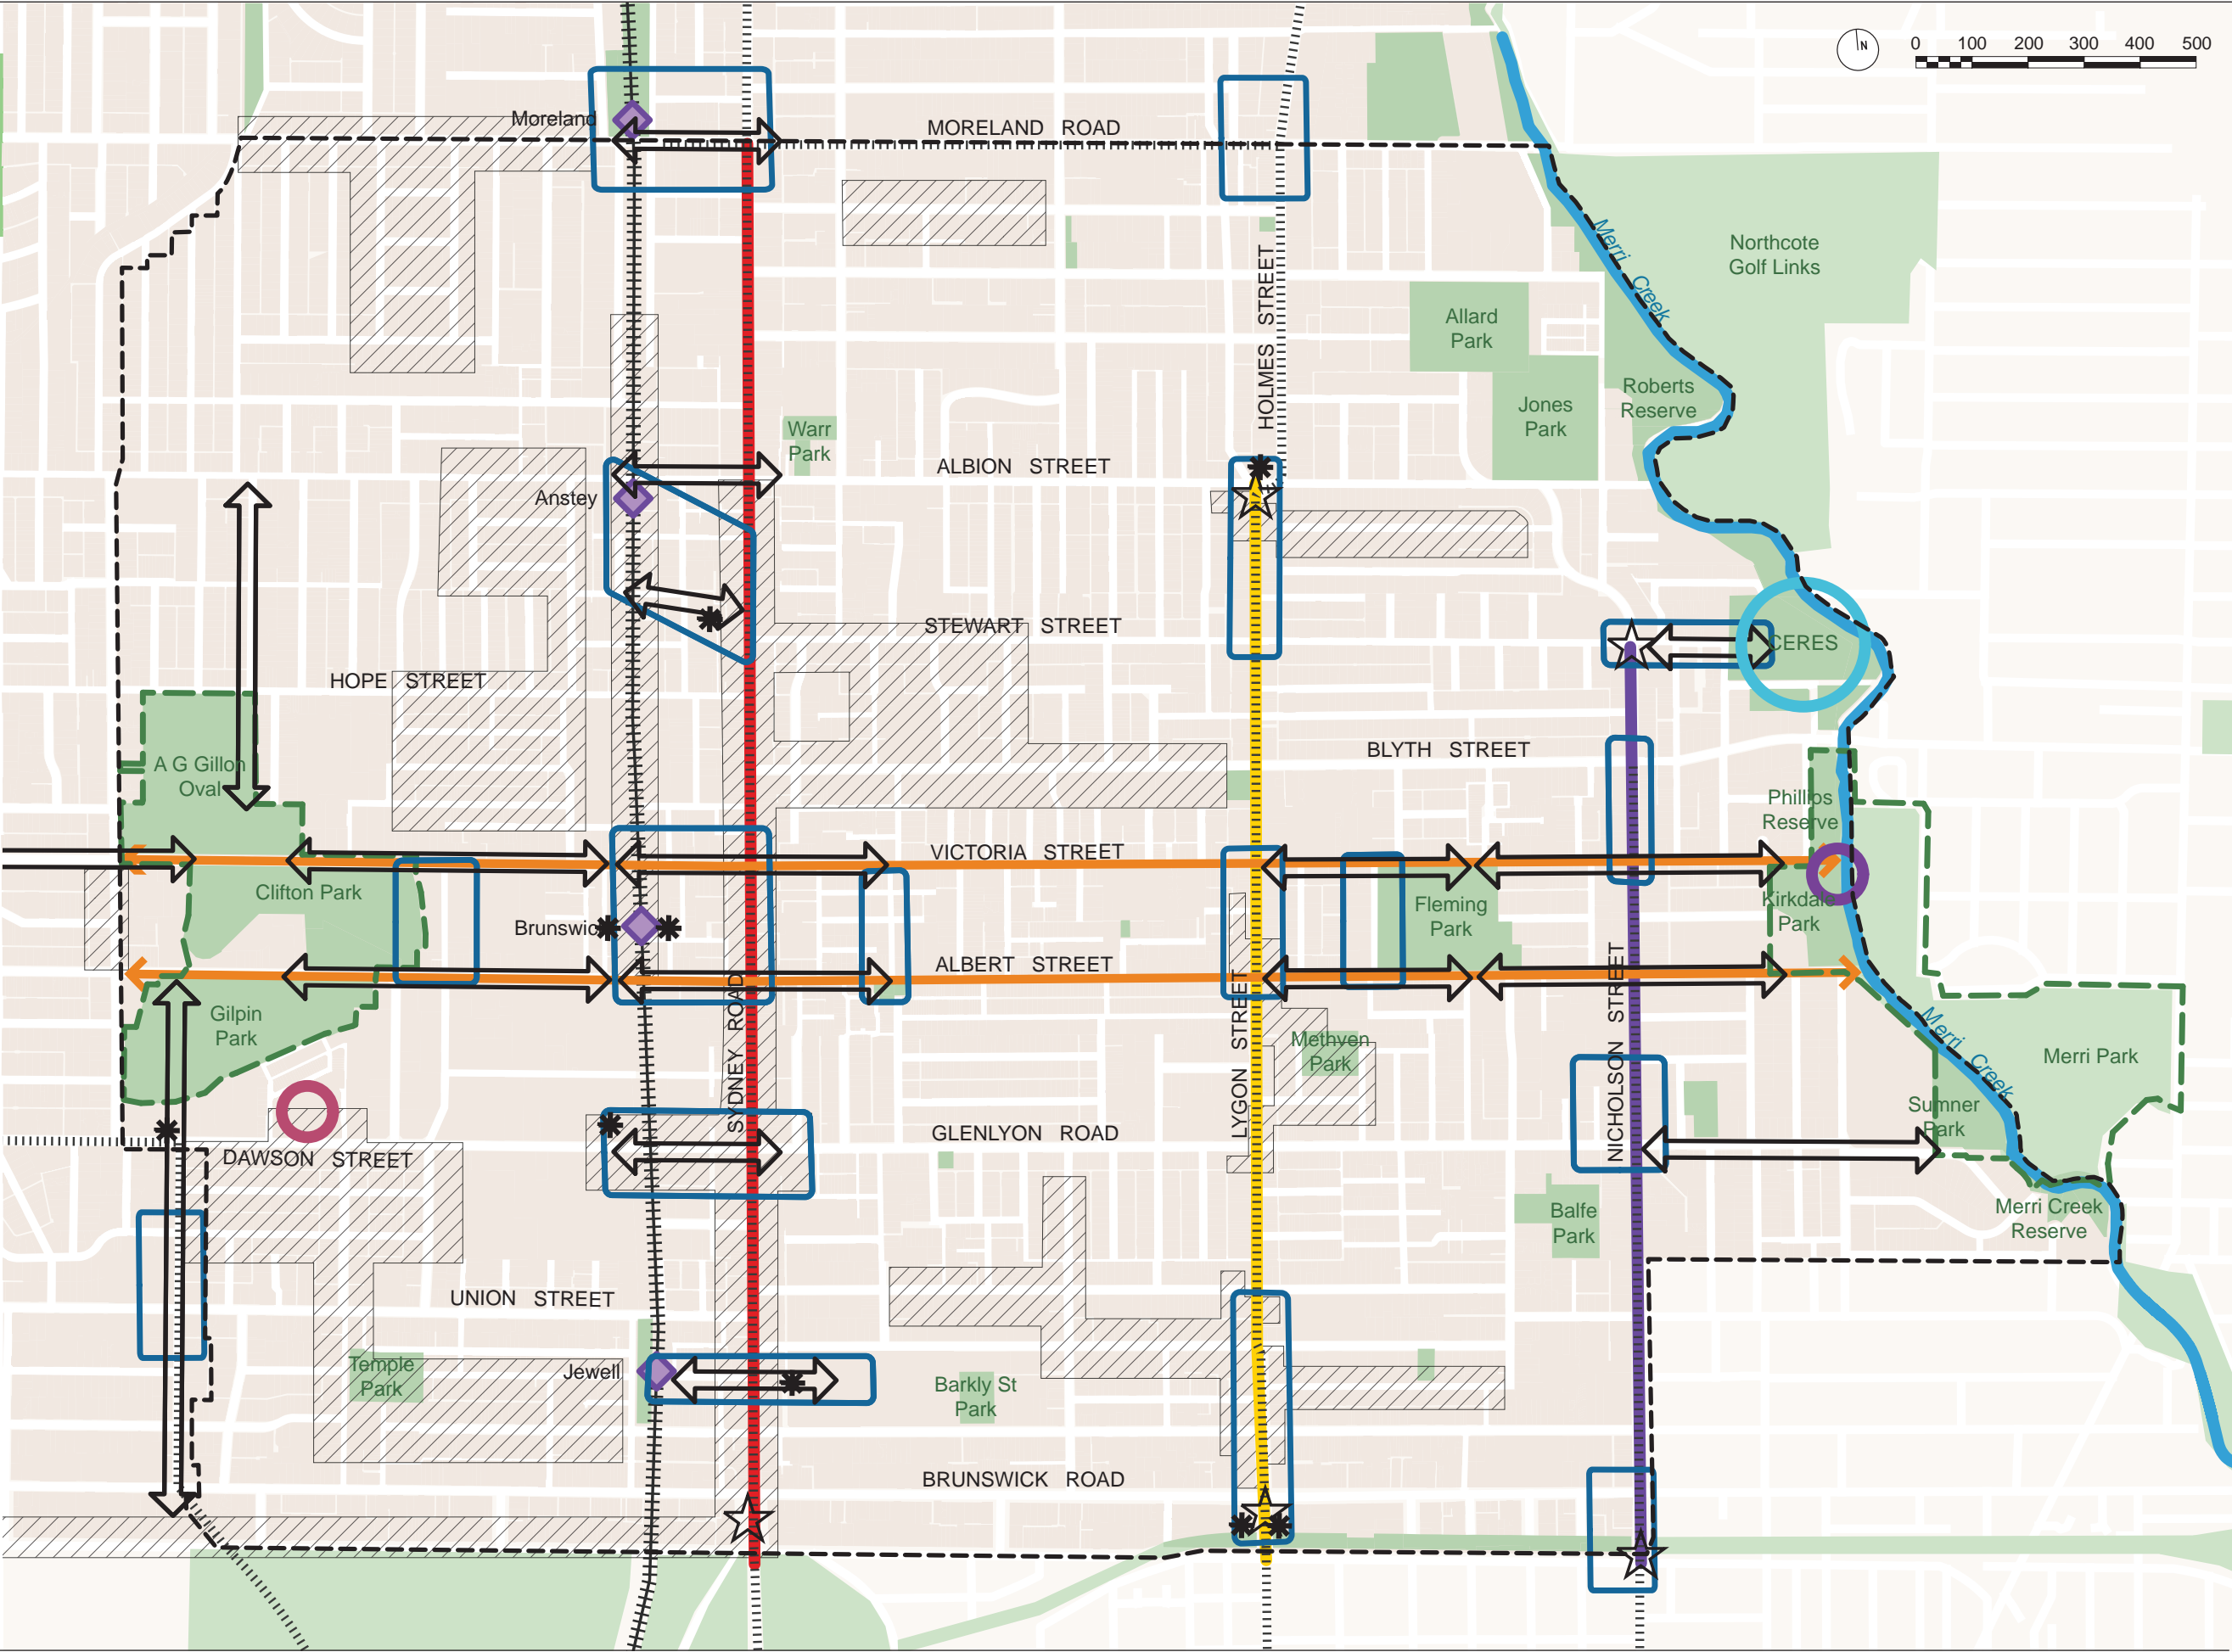 N
0 100 200 300 400 500
Moreland
MORELAND ROAD
Merri Creek
Northcote
Golf Links
HOLMES STREET
Allard
Park
Roberts
Reserve
Jones
Park
Warr
Park
ALBION STREET
Anstey
STEWART STREET
CERES
HOPE STREET
BLYTH STREET
A G Gillon
Oval
Phillips
Reserve
VICTORIA STREET
Clifton Park
Brunswic
Fleming
Park
Kirkdale
Park
ALBERT STREET
SYDNEY ROAD
LYGON STREET
NICHOLSON STREET
Gilpin
Park
Methven
Park
Merri Creek
Merri Park
Sumner
Park
GLENLYON ROAD
DAWSON STREET
Balfe
Park
Merri Creek
Reserve
UNION STREET
Temple
Park
Jewell
Barkly St
Park
BRUNSWICK ROAD